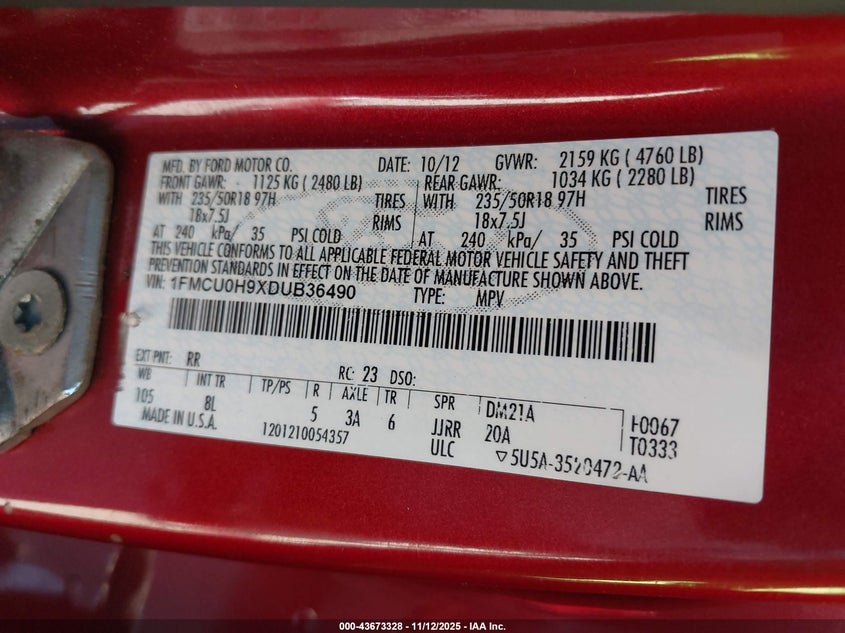 MFD. BY FORD MOTOR CO. DATE: 10/12 GVWR: 2159 KG ( 4760 LB)
FRONT GAWR: 1125 KG ( 2480 LB) REAR GAWR: 1034 KG ( 2280 LB)
WITH 235/50R18 97H TIRES WITH 235/50R18 97H TIRES
18x7.5J RIMS 18x7.5J RIMS
AT 240 kPa/ 35 PSI COLD AT 240 kPa/ 35 PSI COLD
THIS VEHICLE CONFORMS TO ALL APPLICABLE FEDERAL MOTOR VEHICLE SAFETY AND THEFT
PREVENTION STANDARDS IN EFFECT ON THE DATE OF MANUFACTURE SHOWN ABOVE.
VIN: 1FMCU0H9XDUB36490 TYPE: MPV
EXT PNT: RR RC: 23 DSO:
WB INT TR TP/PS R AXLE TR SPR DM21A
105 8L 5 3A 6 JJRR 20A T0333
MADE IN U.S.A. 1201210054357 ULC ▽5U5A-3520472-AA
000-43673328 - 11/12/2025 - IAA Inc.